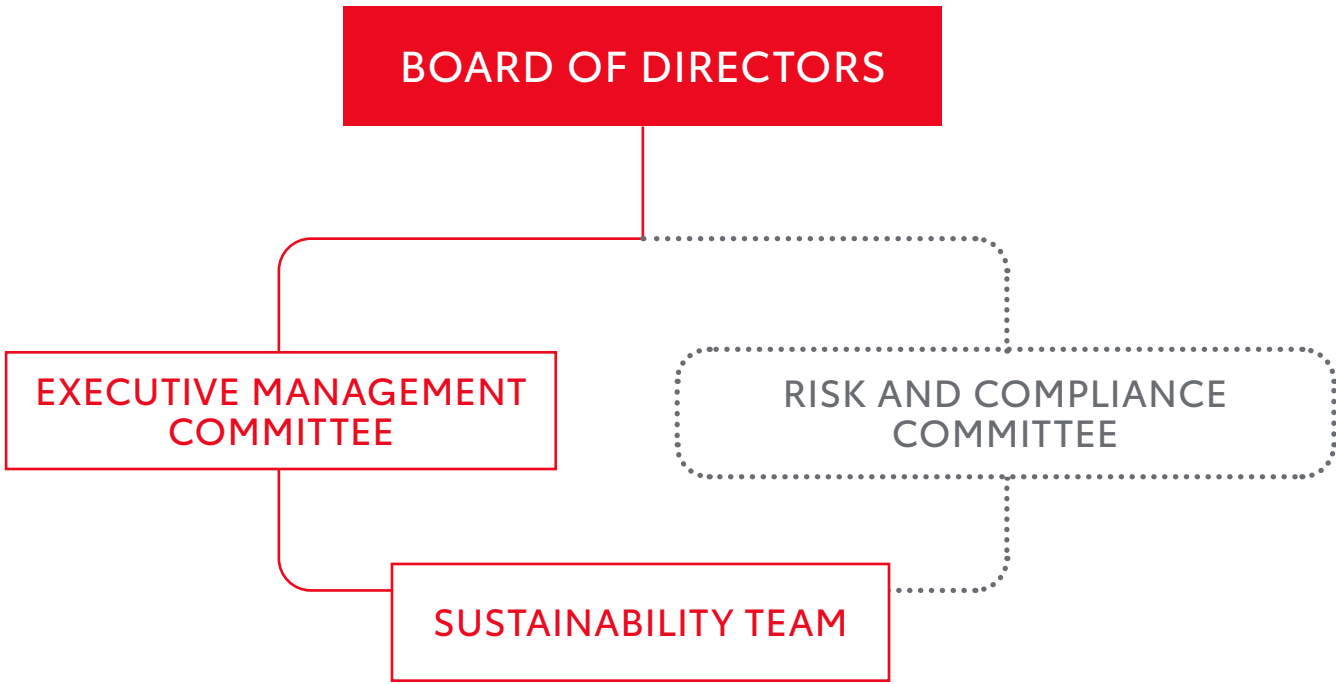 BOARD OF DIRECTORS
EXECUTIVE MANAGEMENT
COMMITTEE
RISK AND COMPLIANCE
COMMITTEE
SUSTAINABILITY TEAM